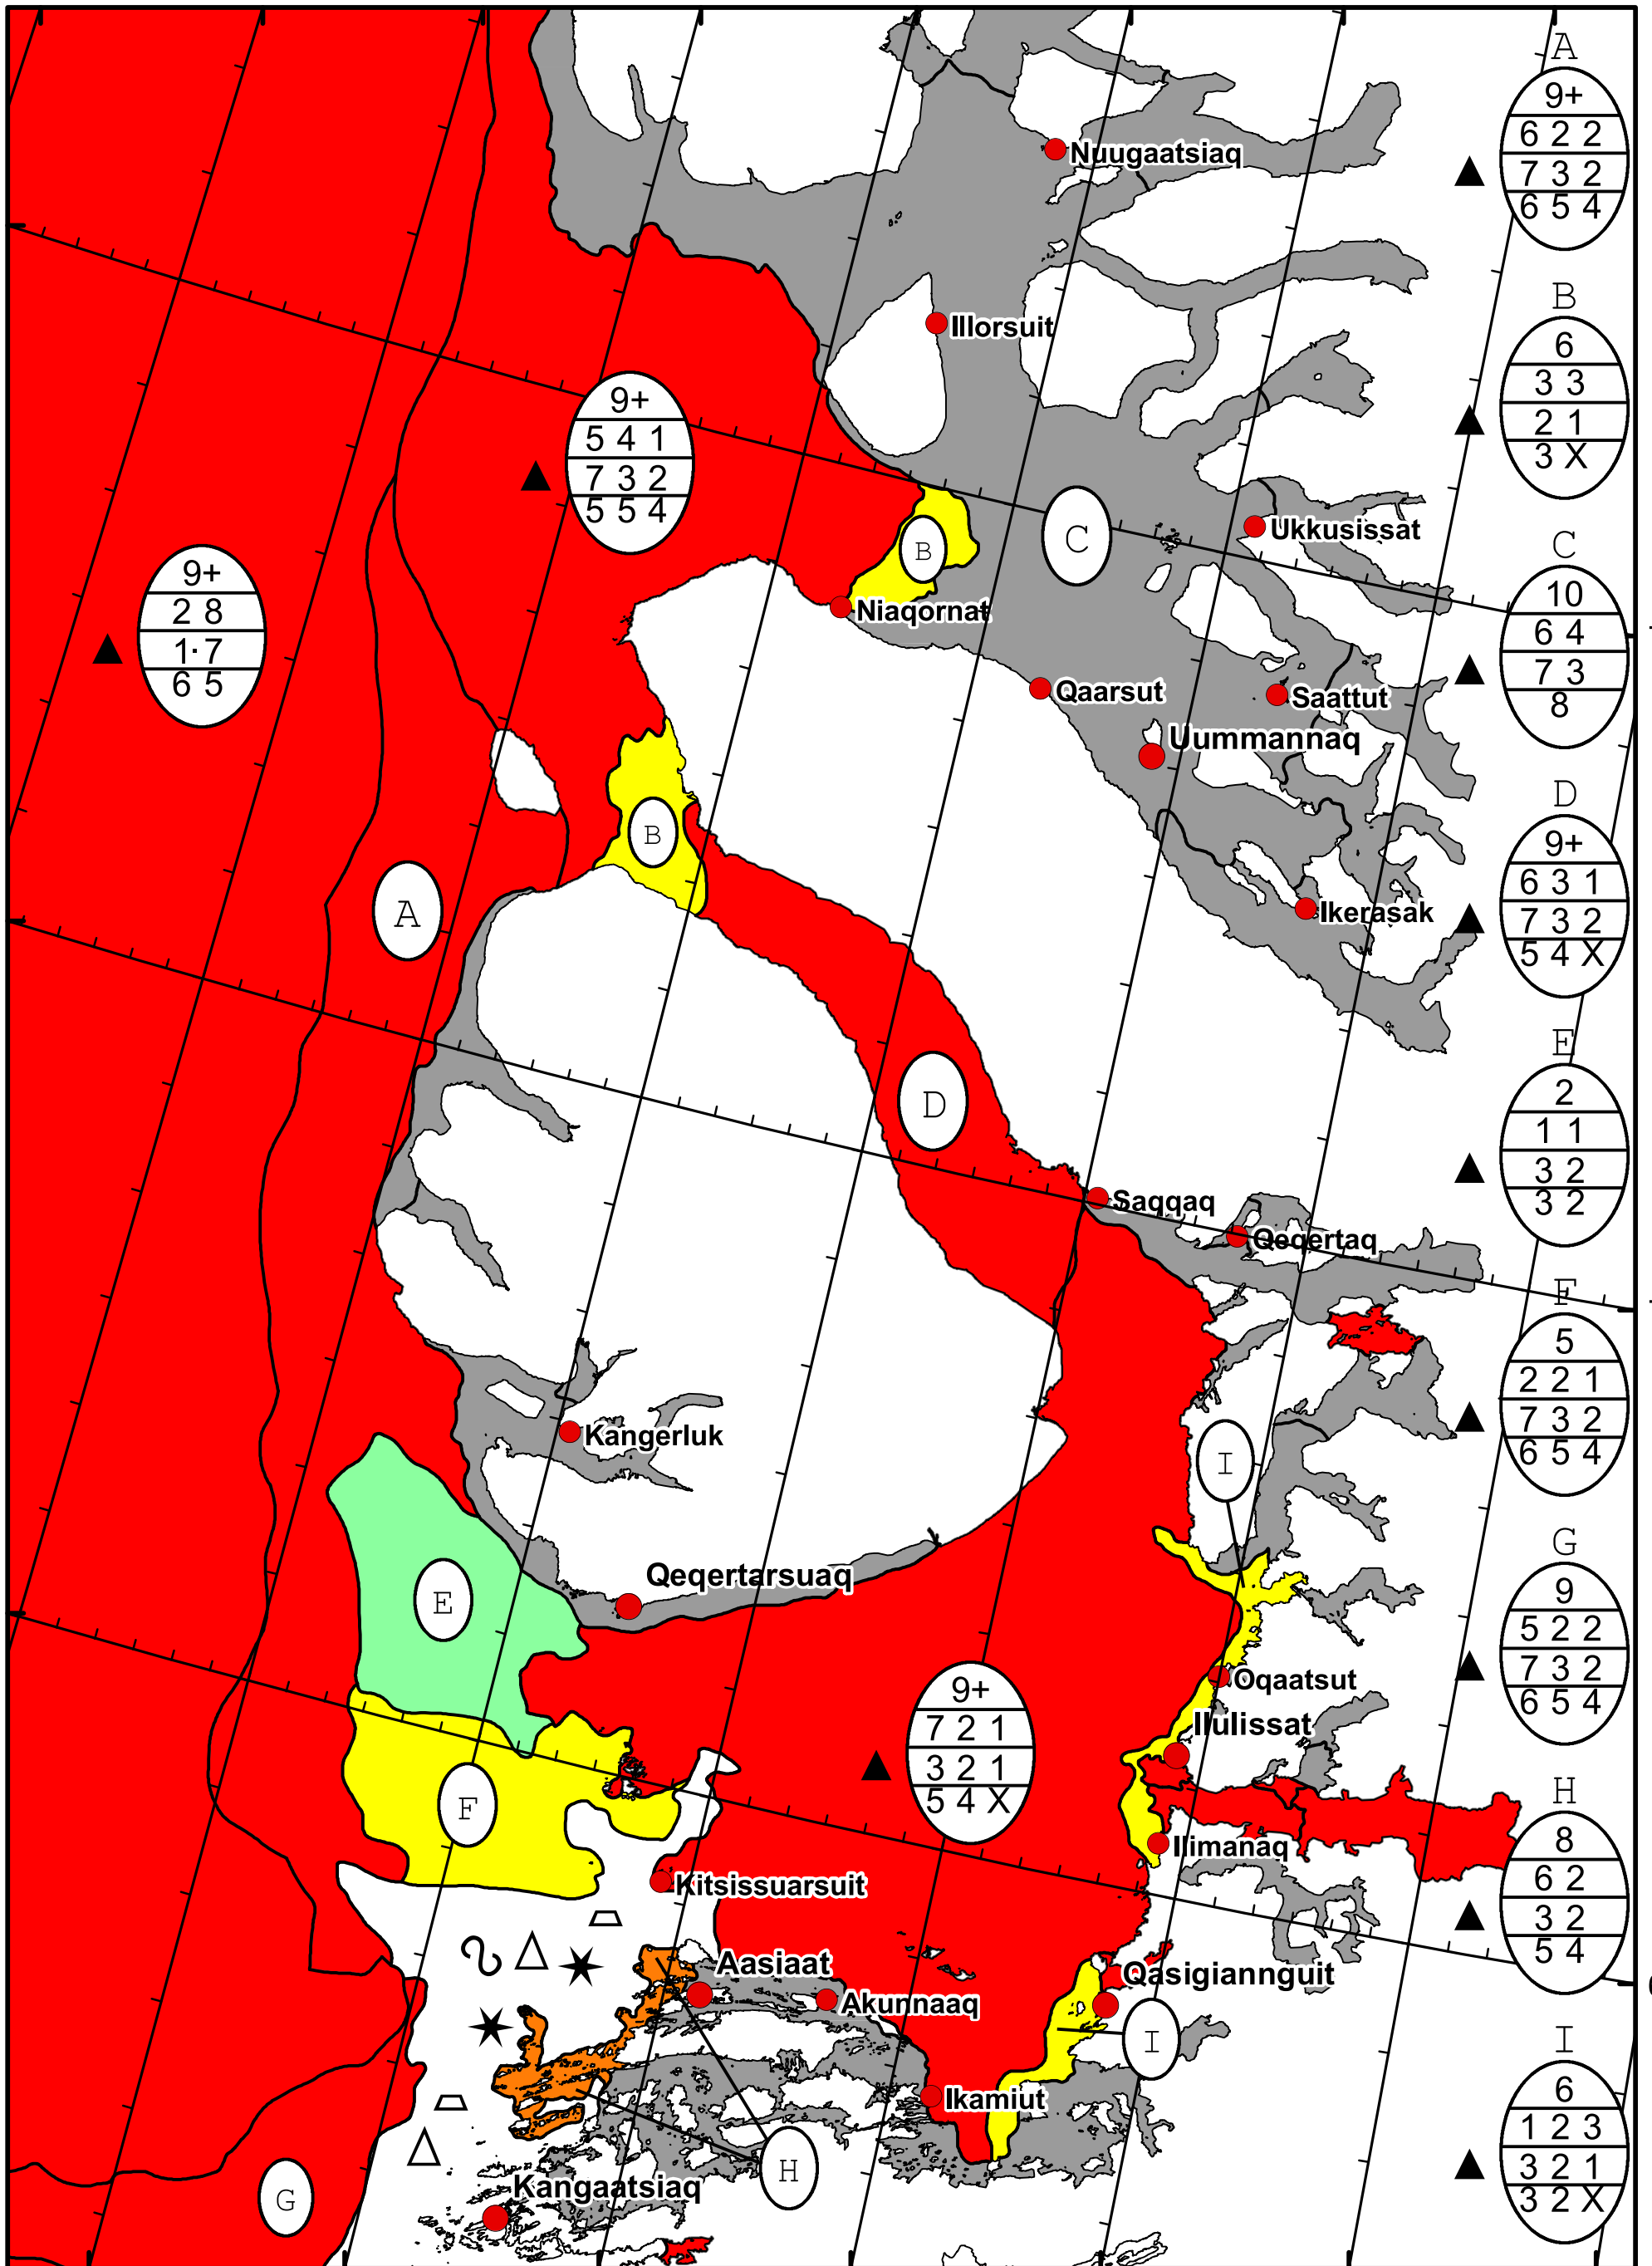 A
9+
6 2 2
7 3 2
6 5 4
Nuugaatsiaq
B
6
3 3
2 1
3 X
Illorsuit
9+
5 4 1
7 3 2
5 5 4
B
C
Ukkusissat
C
10
6 4
7 3
8
9+
2 8
1· 7
6 5
Niaqornat
Qaarsut
Saattut
Uummannaq
D
9+
6 3 1
7 3 2
5 4 X
B
A
Ikerasak
E
2
1 1
3 2
3 2
D
Saqqaq
Qeqertaq
F
5
2 2 1
7 3 2
6 5 4
Kangerluk
I
G
9
5 2 2
7 3 2
6 5 4
E
Qeqertarsuaq
Oqaatsut
9+
7 2 1
3 2 1
5 4 X
Ilulissat
H
8
6 2
3 2
5 4
F
Ilimanaq
Kitsissuarsuit
Aasiaat
Qasigiannguit
Akunnaaq
I
I
6
1 2 3
3 2 1
3 2 X
Ikamiut
H
G
Kangaatsiaq